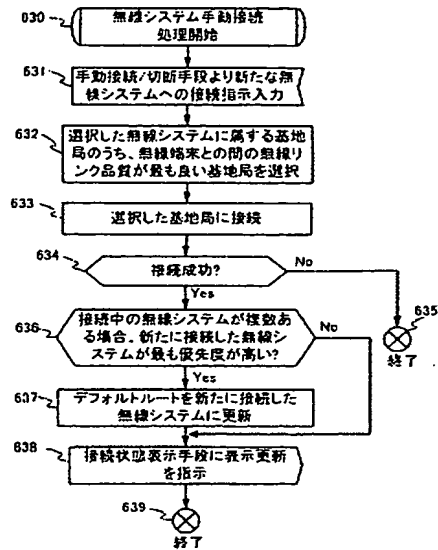 630
無線システム手動接続
処理開始
631
手動接続/切断手段より新たな無
線システムへの接続指示入力
632
選択した無線システムに属する基地
局のうち、無線端末との間の無線リ
ンク品質が最も良い基地局を選択
633
選択した基地局に接続
634
接続成功?
No
Yes
635
終了
636
接続中の無線システムが複数あ
る場合、新たに接続した無線シ
ステムが最も優先度が高い?
No
Yes
637
デフォルトルートを新たに接続した
無線システムに更新
638
接続状態表示手段に表示更新
を指示
639
終了